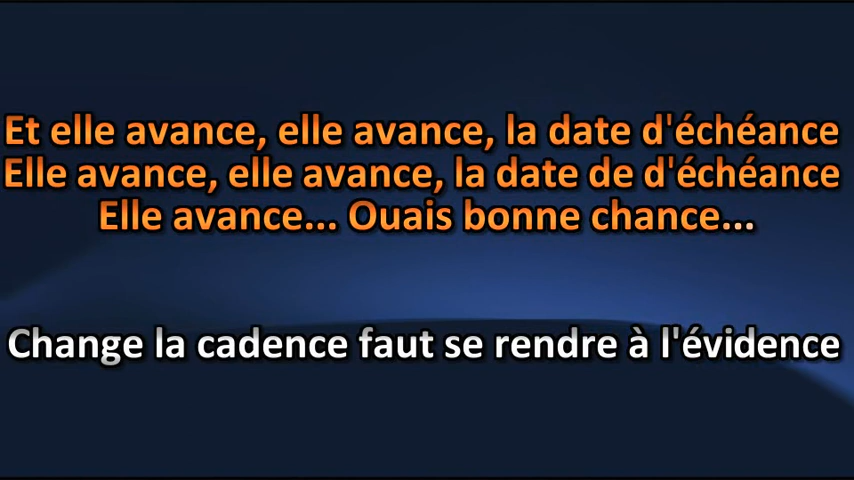 Et elle avance, elle avance, la date d'échéance
Elle avance, elle avance, la date de d'échéance
Elle avance... Ouais bonne chance...
Change la cadence faut se rendre à l'évidence